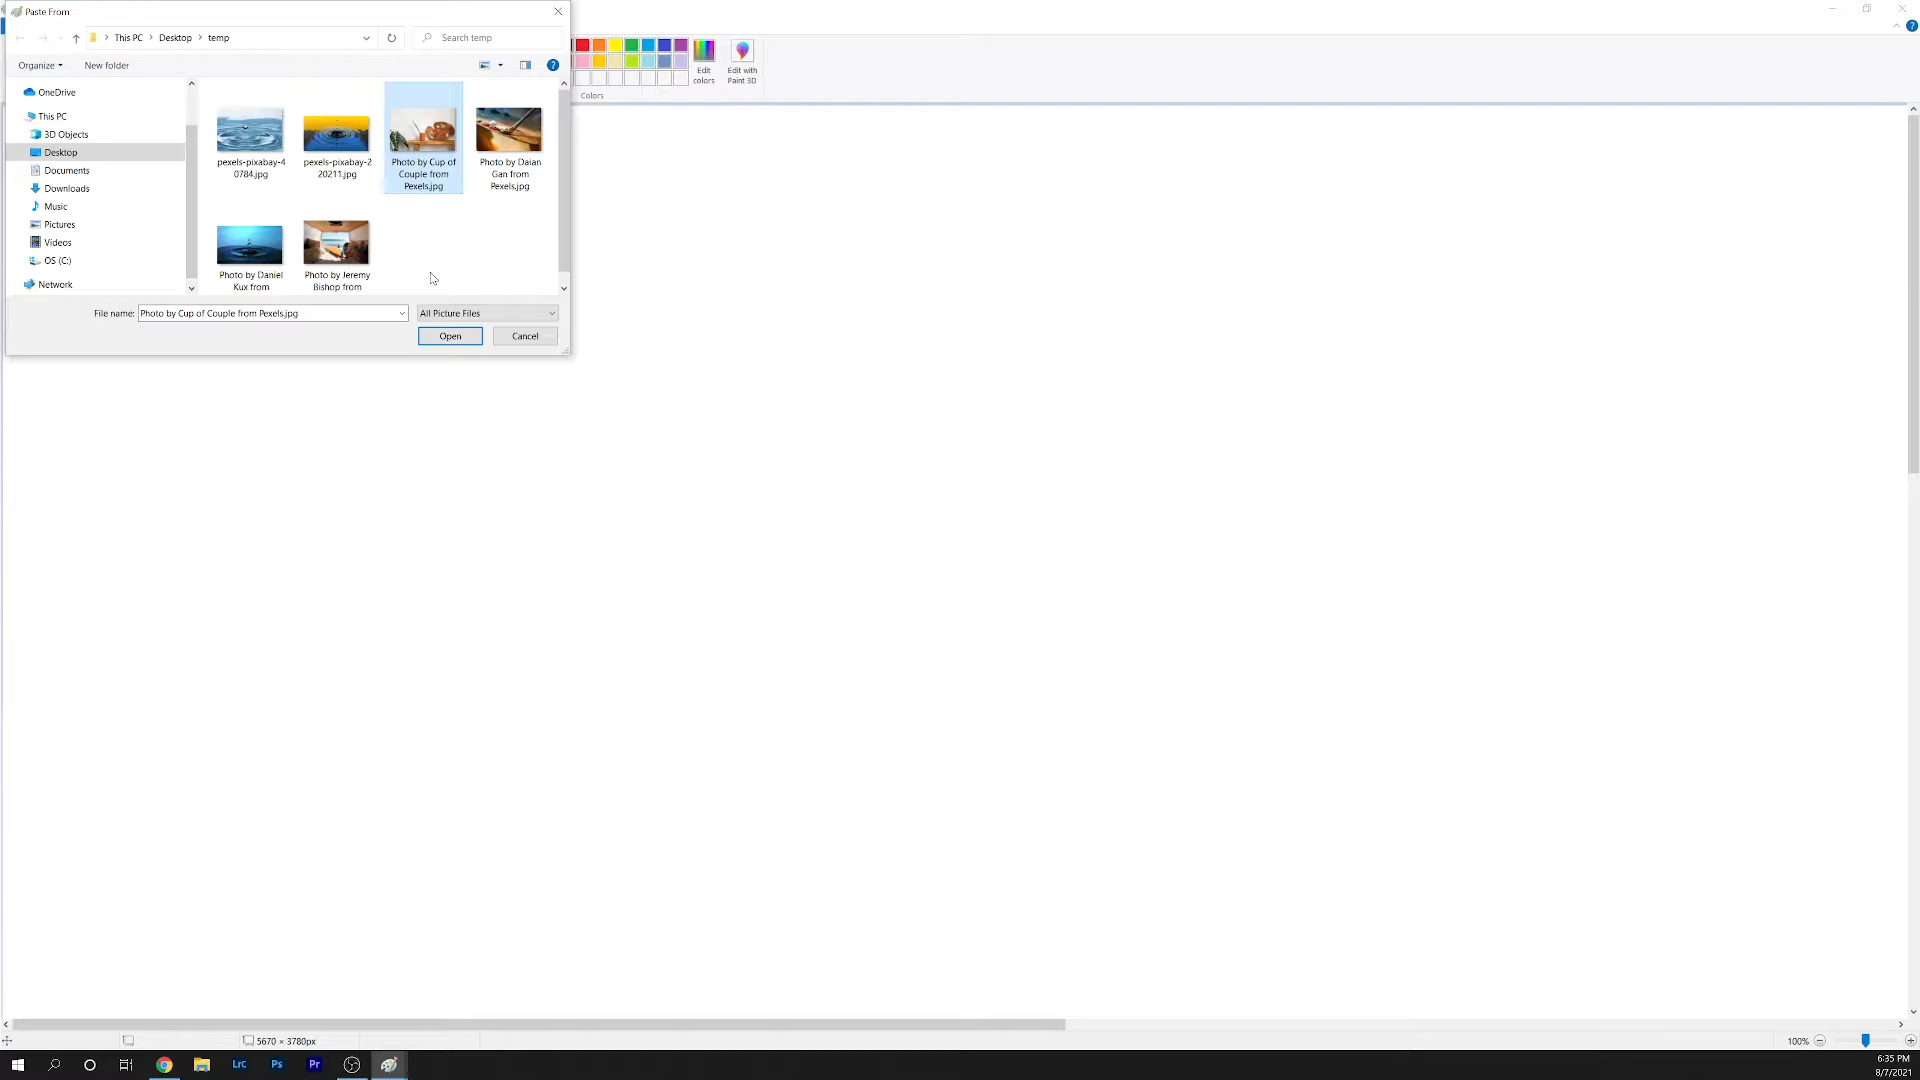 Paste From
This PC
Desktop
temp
Search temp
Organize
New folder
OneDrive
This PC
3D Objects
Desktop
Documents
Downloads
Music
Pictures
Videos
OS (C:)
Network
pexels-pixabay-4
0784.jpg
pexels-pixabay-2
20211.jpg
Photo by Cup of
Couple from
Pexels.jpg
Photo by Daian
Gan from
Pexels.jpg
Photo by Daniel
Kux from
Photo by Jeremy
Bishop from
File name:
Photo by Cup of Couple from Pexels.jpg
All Picture Files
Open
Cancel
Edit
colors
Edit with
Paint 3D
Colors
5670 × 3780px
100%
Lrc
Ps
Pr
6:35 PM
8/7/2021